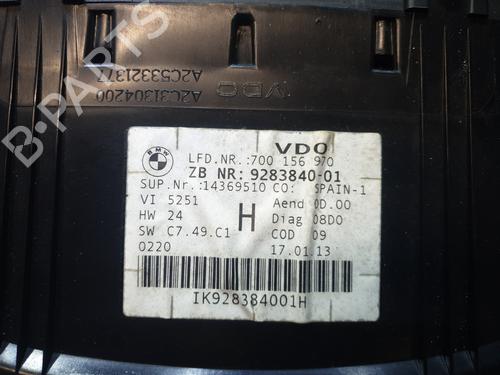 A2C53321377
A2C31304200
VDO
BMW
VDO
LFD.NR.:700 156 970
ZB NR: 9283840-01
SUP.Nr.:14369510 CO: SPAIN-1
VI 5251 Aend 0D.00
HW 24 H Diag 08D0
SW C7.49.C1 COD 09
0220 17.01.13
IK928384001H
B